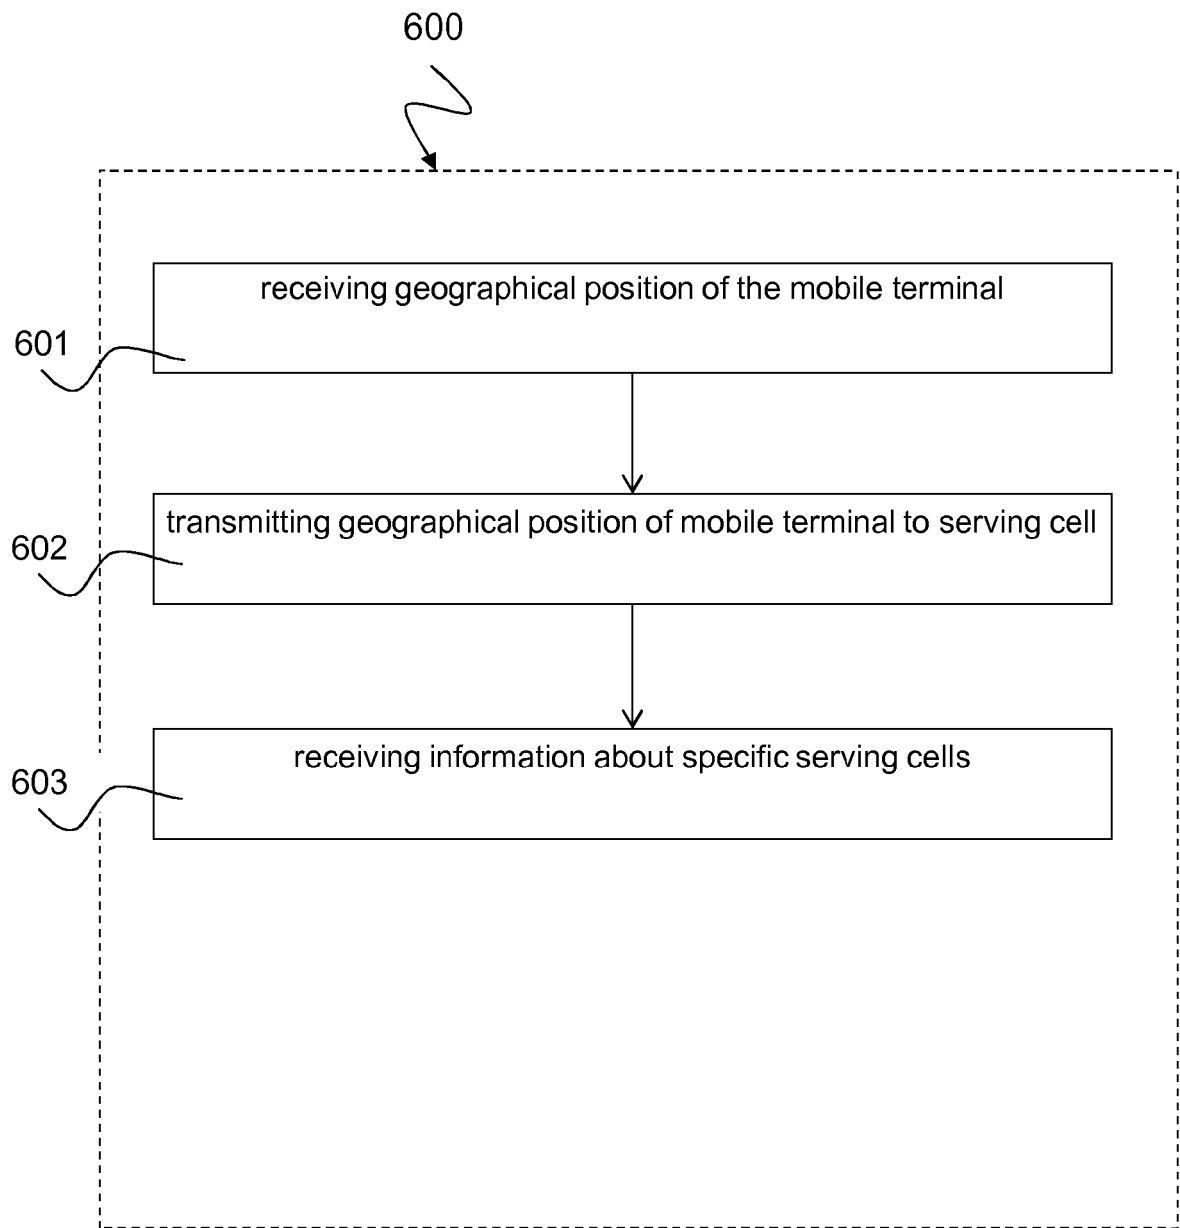 600
receiving geographical position of the mobile terminal
601
transmitting geographical position of mobile terminal to serving cell
602
receiving information about specific serving cells
603